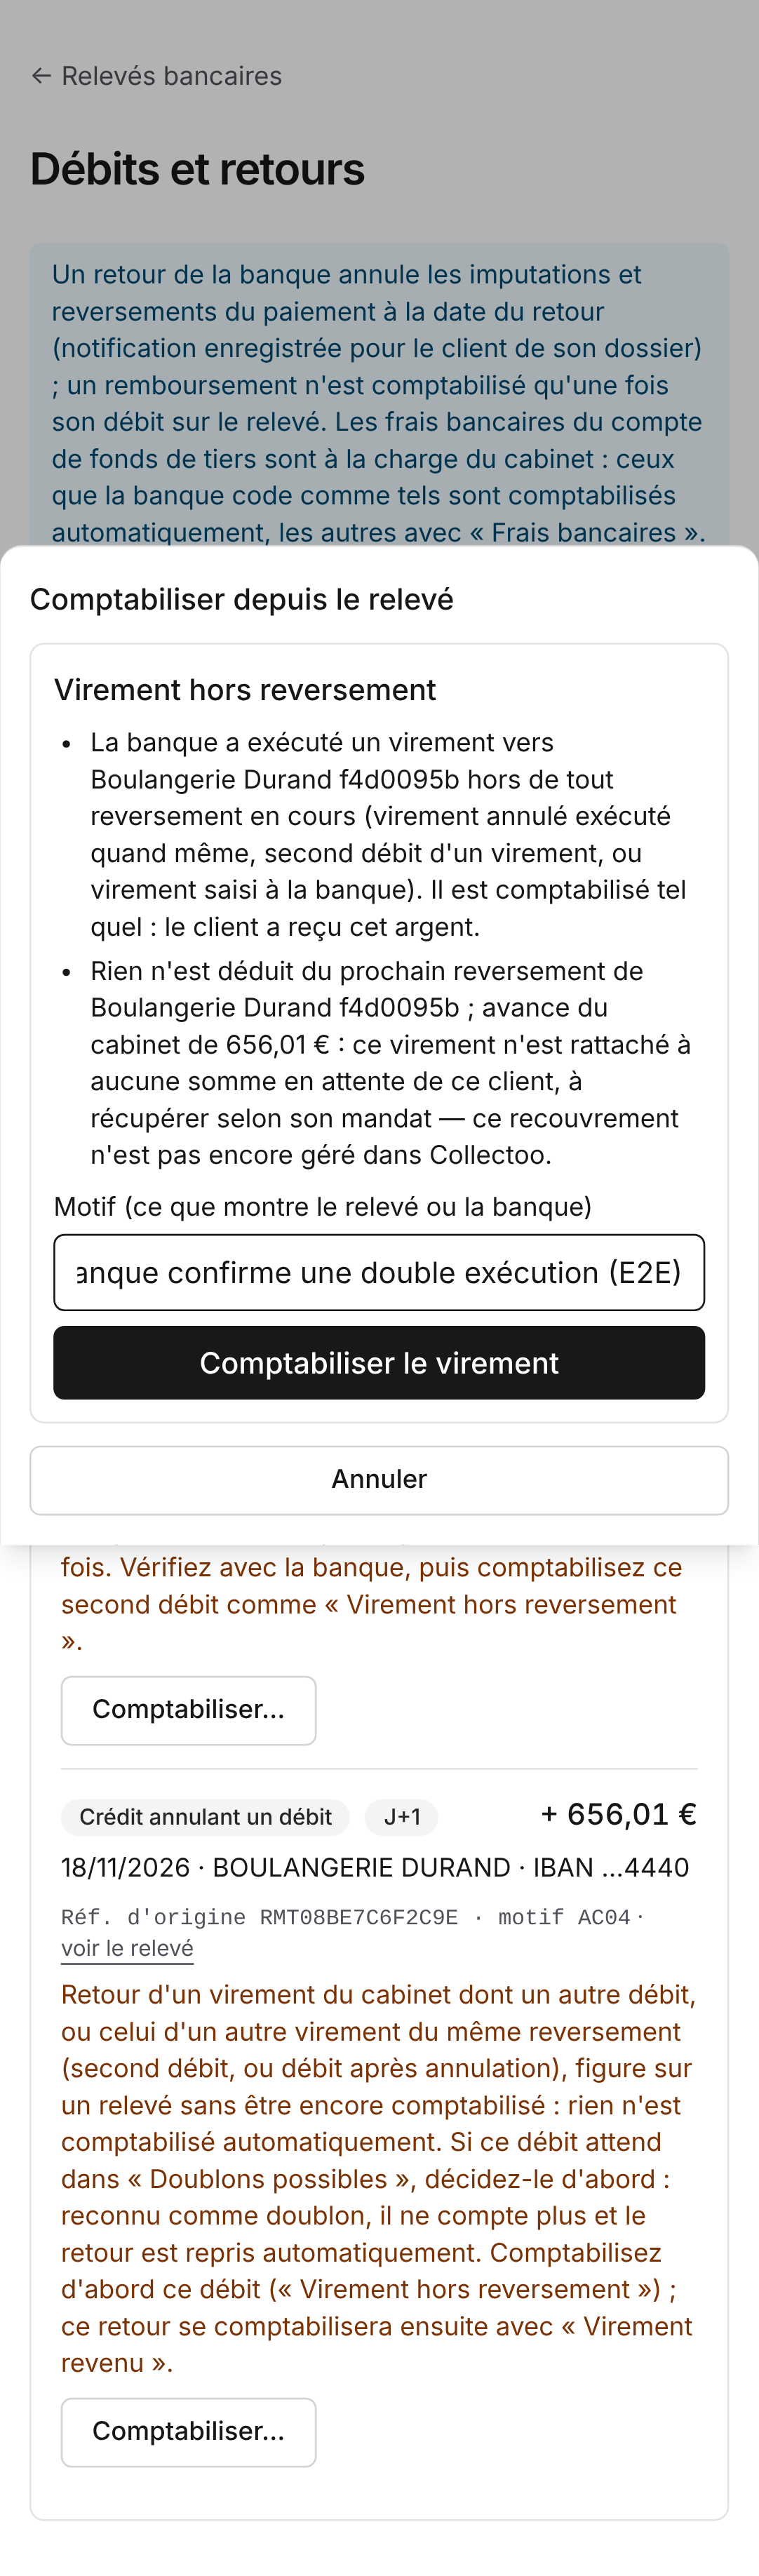 ← Relevés bancaires
Débits et retours
Un retour de la banque annule les imputations et
reversements du paiement à la date du retour
(notification enregistrée pour le client de son dossier)
; un remboursement n'est comptabilisé qu'une fois
son débit sur le relevé. Les frais bancaires du compte
de fonds de tiers sont à la charge du cabinet : ceux
que la banque code comme tels sont comptabilisés
automatiquement, les autres avec « Frais bancaires ».
Comptabiliser depuis le relevé
Virement hors reversement
• La banque a exécuté un virement vers
Boulangerie Durand f4d0095b hors de tout
reversement en cours (virement annulé exécuté
quand même, second débit d'un virement, ou
virement saisi à la banque). Il est comptabilisé tel
quel : le client a reçu cet argent.
• Rien n'est déduit du prochain reversement de
Boulangerie Durand f4d0095b ; avance du
cabinet de 656,01 € : ce virement n'est rattaché à
aucune somme en attente de ce client, à
récupérer selon son mandat — ce recouvrement
n'est pas encore géré dans Collectoo.
Motif (ce que montre le relevé ou la banque)
anque confirme une double exécution (E2E)
Comptabiliser le virement
Annuler
fois. Vérifiez avec la banque, puis comptabilisez ce
second débit comme « Virement hors reversement
».
Comptabiliser...
Crédit annulant un débit J+1 + 656,01 €
18/11/2026 · BOULANGERIE DURAND · IBAN ...4440
Réf. d'origine RMT08BE7C6F2C9E · motif AC04 ·
voir le relevé
Retour d'un virement du cabinet dont un autre débit,
ou celui d'un autre virement du même reversement
(second débit, ou débit après annulation), figure sur
un relevé sans être encore comptabilisé : rien n'est
comptabilisé automatiquement. Si ce débit attend
dans « Doublons possibles », décidez-le d'abord :
reconnu comme doublon, il ne compte plus et le
retour est repris automatiquement. Comptabilisez
d'abord ce débit (« Virement hors reversement ») ;
ce retour se comptabilisera ensuite avec « Virement
revenu ».
Comptabiliser...